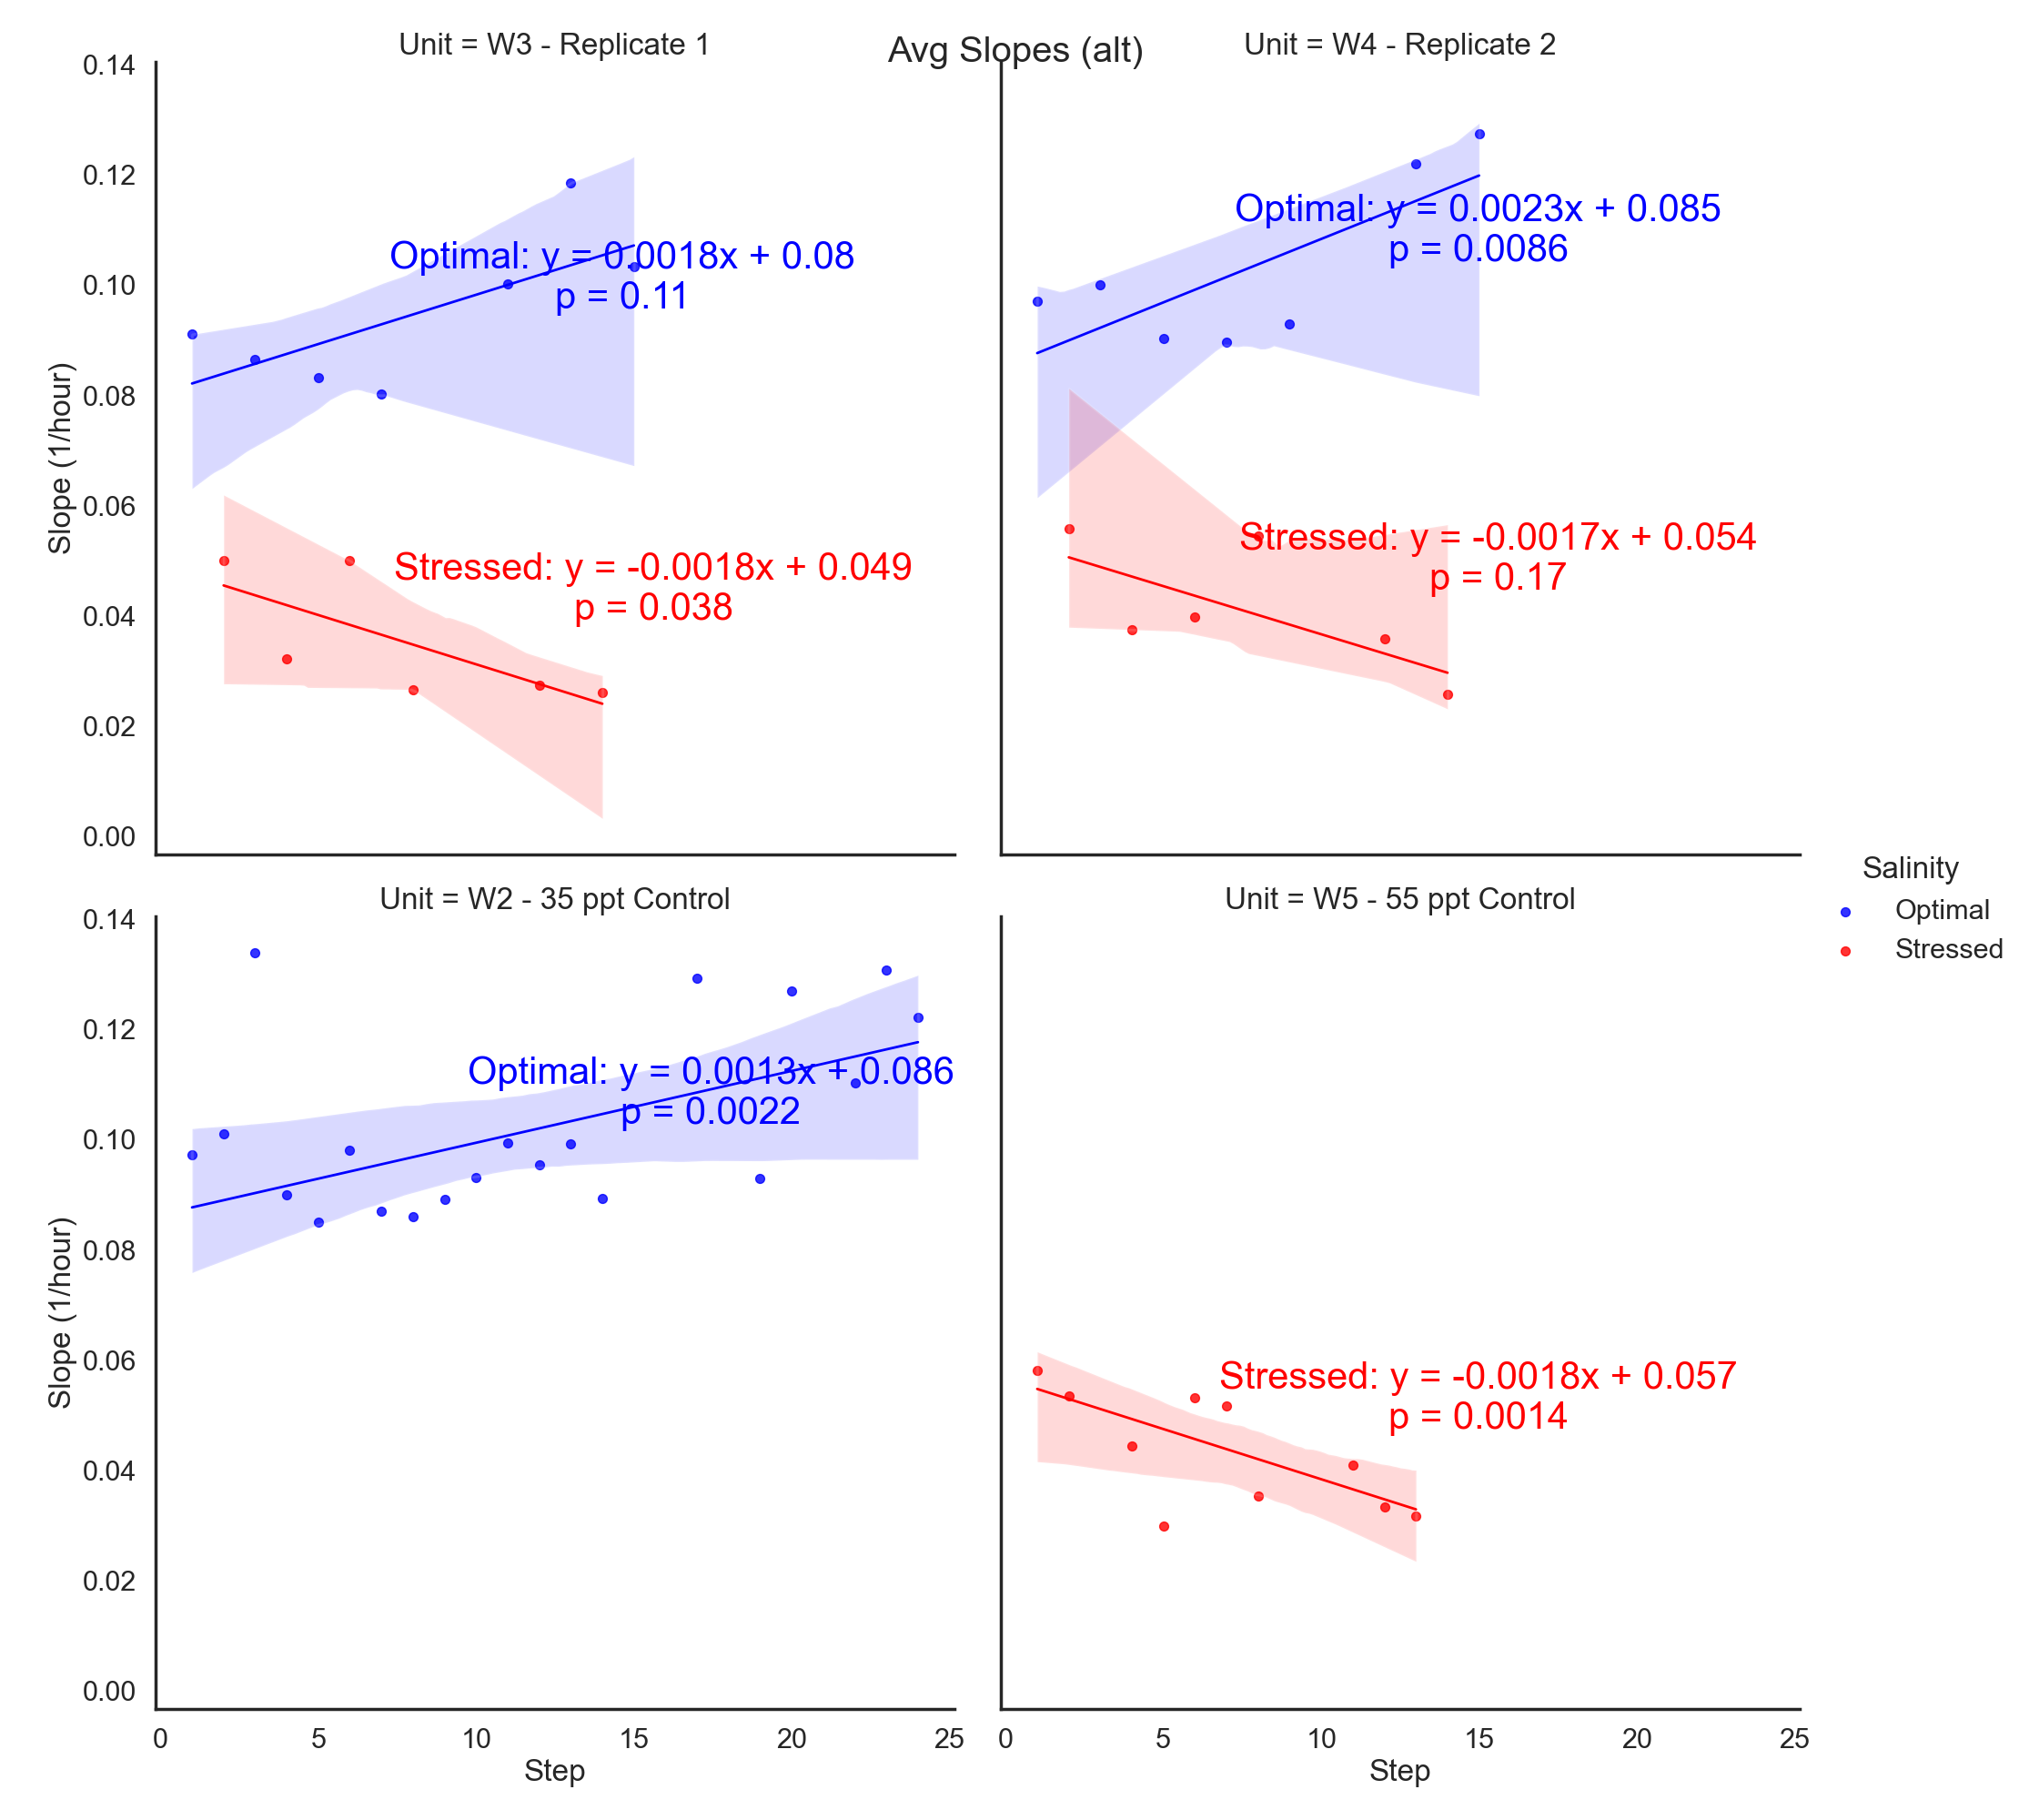 Avg Slopes (alt)
Unit = W3 - Replicate 1
0.14
0.12
0.10
0.08
0.06
0.04
0.02
0.00
Slope (1/hour)
Optimal: y = 0.0018x + 0.08
p = 0.11
Stressed: y = -0.0018x + 0.049
p = 0.038
Unit = W4 - Replicate 2
Optimal: y = 0.0023x + 0.085
p = 0.0086
Stressed: y = -0.0017x + 0.054
p = 0.17
Unit = W2 - 35 ppt Control
0.14
0.12
0.10
0.08
0.06
0.04
0.02
0.00
Slope (1/hour)
Optimal: y = 0.0013x + 0.086
p = 0.0022
0 5 10 15 20 25
Step
Unit = W5 - 55 ppt Control
Stressed: y = -0.0018x + 0.057
p = 0.0014
0 5 10 15 20 25
Step
Salinity
Optimal
Stressed